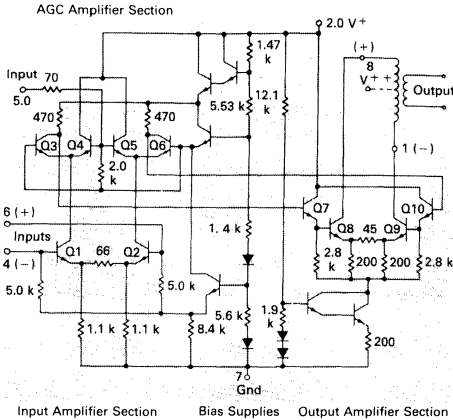 AGC Amplifier Section
2.0 V+
1.47
k
(+)
8
V++
Output
Input
70
5.0
5.53 k
12.1
k
470
470
Q3
Q4
Q5
Q6
2.0
k
1 (−)
6 (+)
Q7
Q10
Q8
45
Q9
Inputs
1.4 k
4 (−)
Q1
66
Q2
2.8
k
200
200
2.8 k
5.0 k
5.0 k
1.1 k
1.1 k
8.4 k
5.6 k
1.9
k
200
7
Gnd
Input Amplifier Section
Bias Supplies
Output Amplifier Section